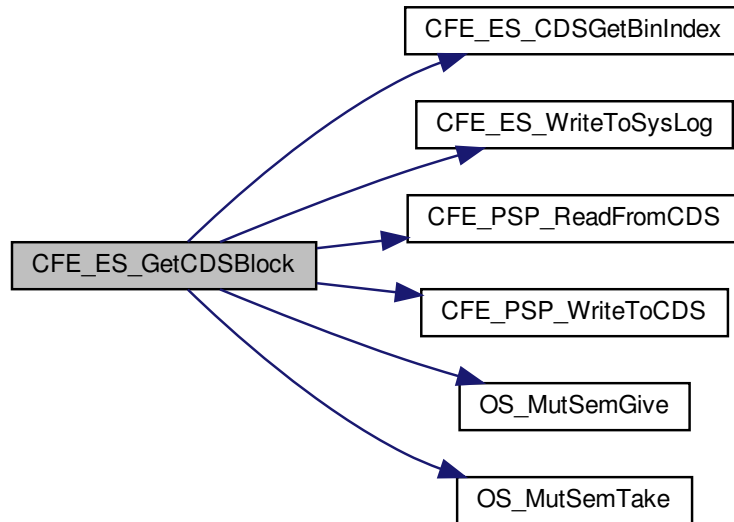 CFE_ES_CDSGetBinIndex
CFE_ES_WriteToSysLog
CFE_PSP_ReadFromCDS
CFE_ES_GetCDSBlock
CFE_PSP_WriteToCDS
OS_MutSemGive
OS_MutSemTake